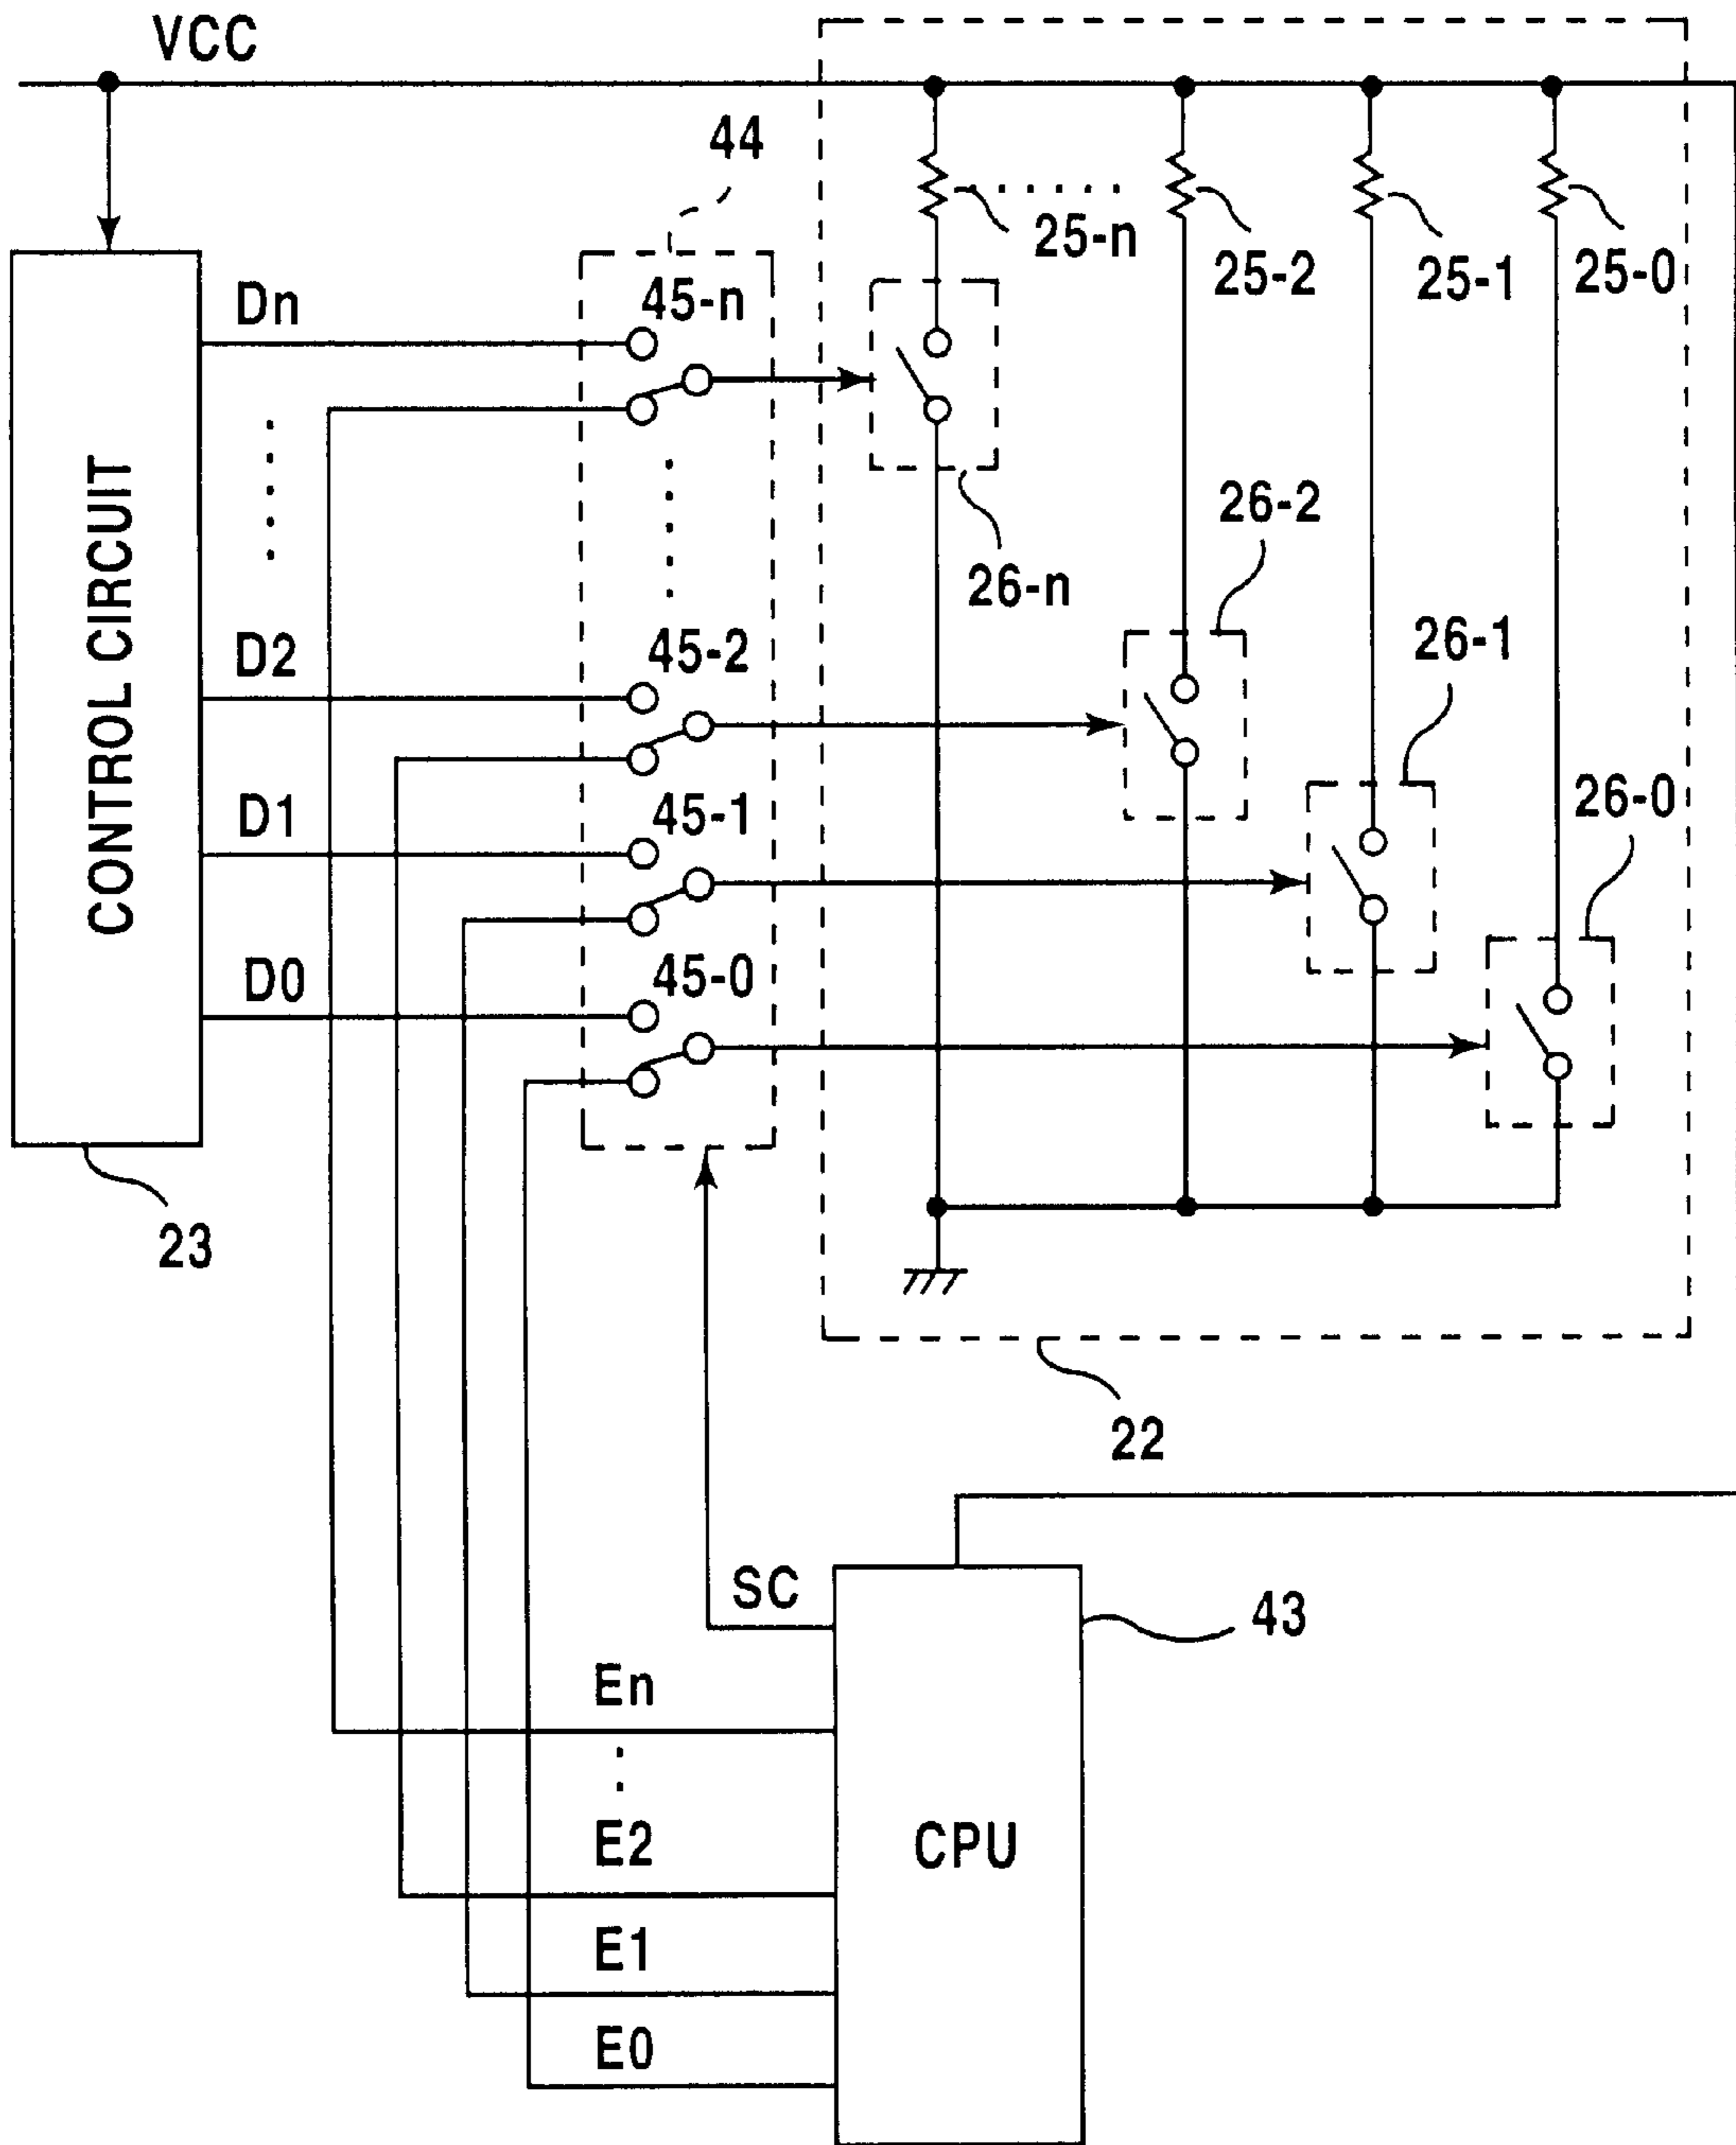 VCC
44
25-n
25-2
25-1
25-0
Dn
45-n
CONTROL CIRCUIT
26-n
26-2
26-1
26-0
D2
45-2
D1
45-1
D0
45-0
23
22
SC
43
En
E2
CPU
E1
E0